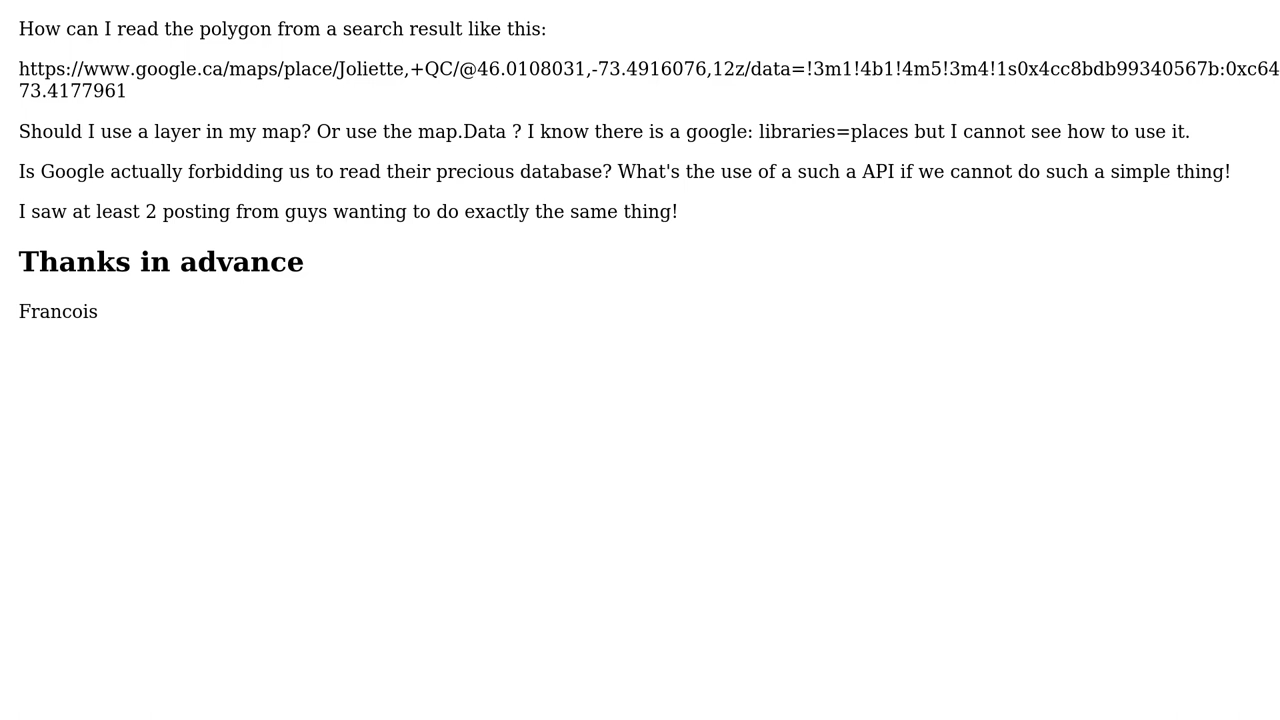 How can I read the polygon from a search result like this:
https://www.google.ca/maps/place/Joliette,+QC/@46.0108031,-73.4916076,12z/data=!3m1!4b1!4m5!3m4!1s0x4cc8bdb99340567b:0xc64
73.4177961
Should I use a layer in my map? Or use the map.Data ? I know there is a google: libraries=places but I cannot see how to use it.
Is Google actually forbidding us to read their precious database? What's the use of a such a API if we cannot do such a simple thing!
I saw at least 2 posting from guys wanting to do exactly the same thing!
Thanks in advance
Francois